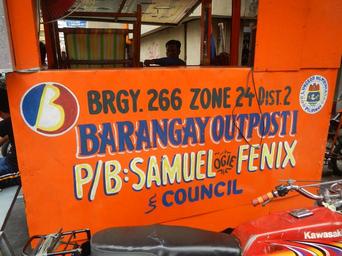 B
BRGY. 266 ZONE 24 DIST. 2
BARANGAY OUTPOST I
P/B: SAMUEL OGIE FENIX
& COUNCIL
Kawasaki